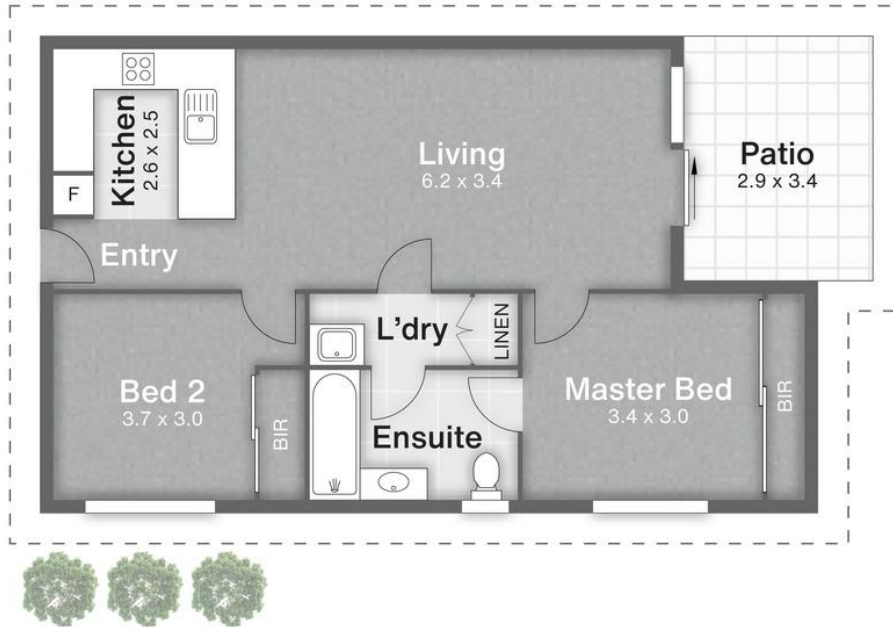 Kitchen
2.6 x 2.5
F
Entry
Living
6.2 x 3.4
Patio
2.9 x 3.4
L'dry
LINEN
Bed 2
3.7 x 3.0
BIR
Ensuite
Master Bed
3.4 x 3.0
BIR